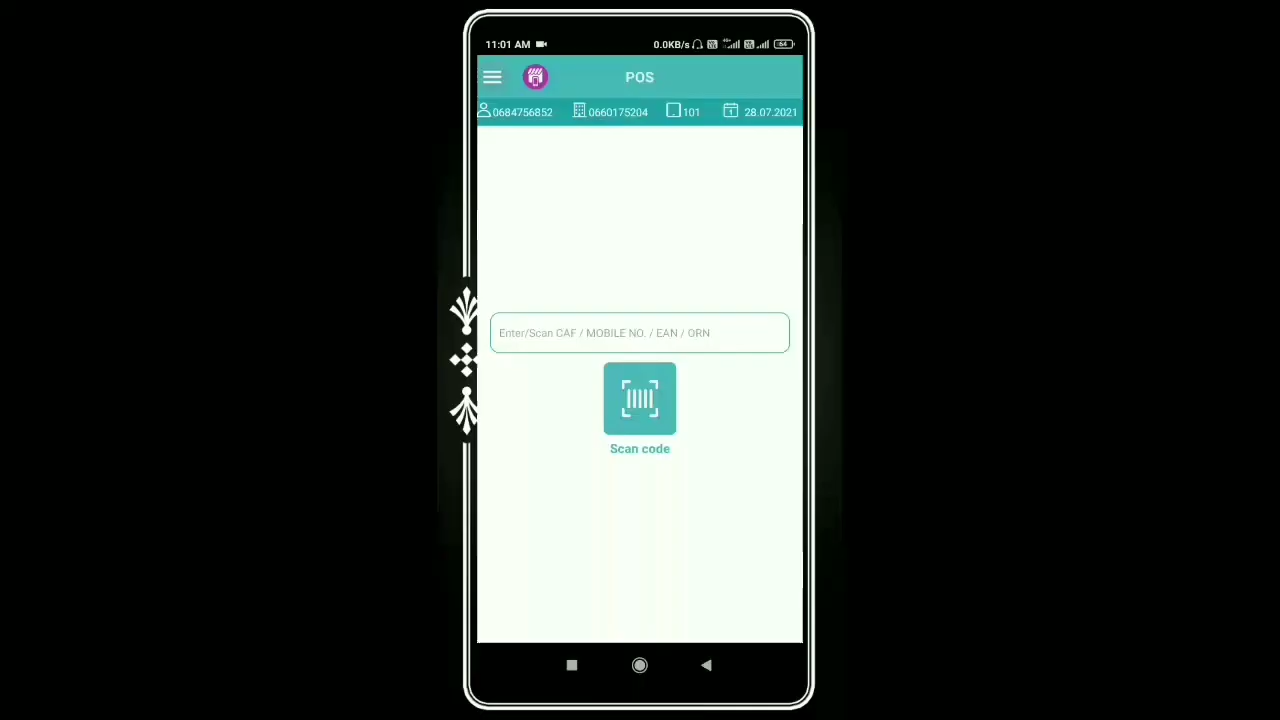 11:01 AM 0.0KB/s 64
POS
0684756852 0660175204 101 28.07.2021
Enter/Scan CAF / MOBILE NO. / EAN / ORN
Scan code